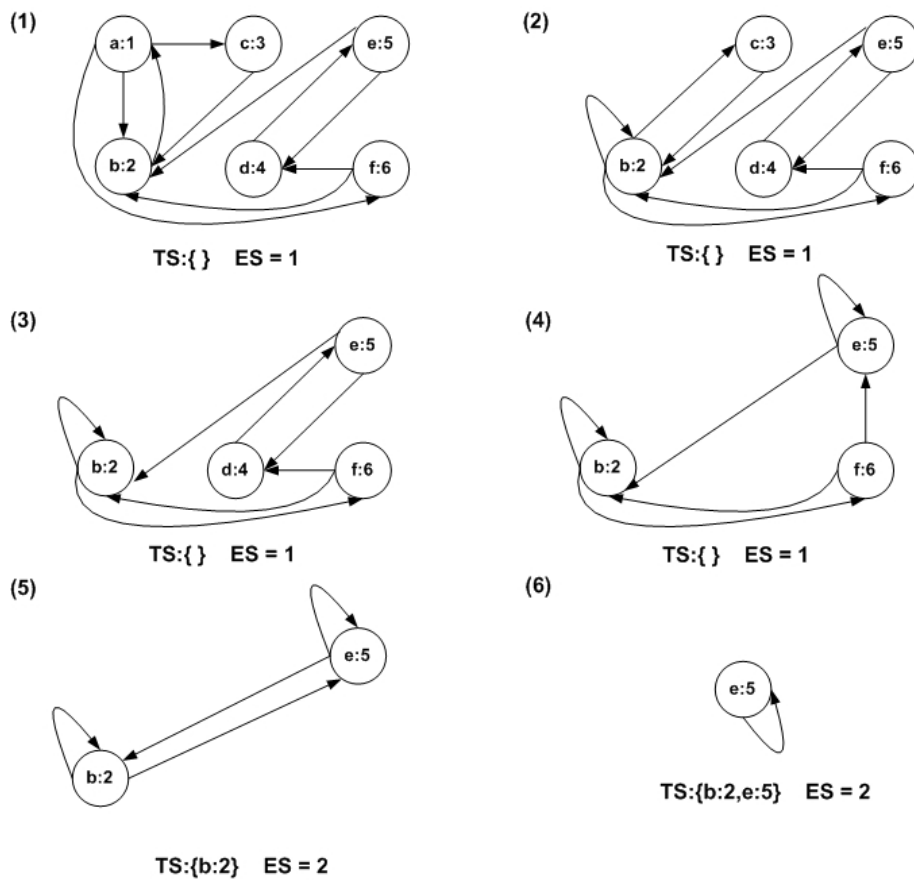 (1)
a:1
c:3
e:5
b:2
d:4
f:6
TS:{ } ES = 1
(2)
c:3
e:5
b:2
d:4
f:6
TS:{ } ES = 1
(3)
e:5
b:2
d:4
f:6
TS:{ } ES = 1
(4)
e:5
b:2
f:6
TS:{ } ES = 1
(5)
e:5
b:2
TS:{b:2} ES = 2
(6)
e:5
TS:{b:2,e:5} ES = 2